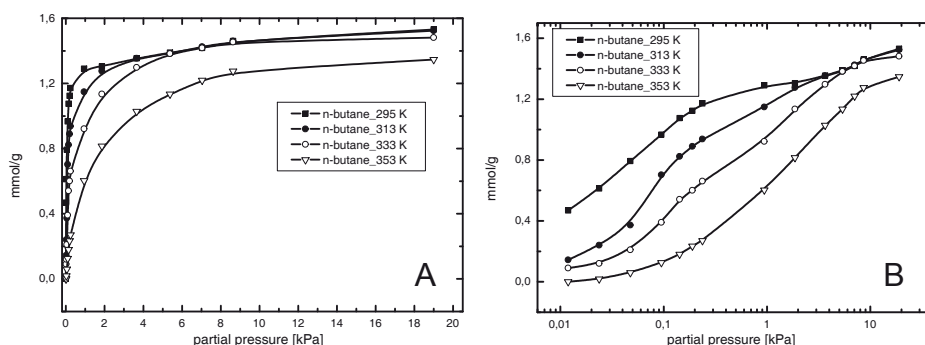 1,6
1,2
0,8
0,4
0,0
mmol/g
n-butane_295 K
n-butane_313 K
n-butane_333 K
n-butane_353 K
A
0 2 4 6 8 10 12 14 16 18 20
partial pressure [kPa]
1,6
1,2
0,8
0,4
0,0
mmol/g
n-butane_295 K
n-butane_313 K
n-butane_333 K
n-butane_353 K
B
0,01 0,1 1 10
partial pressure [kPa]